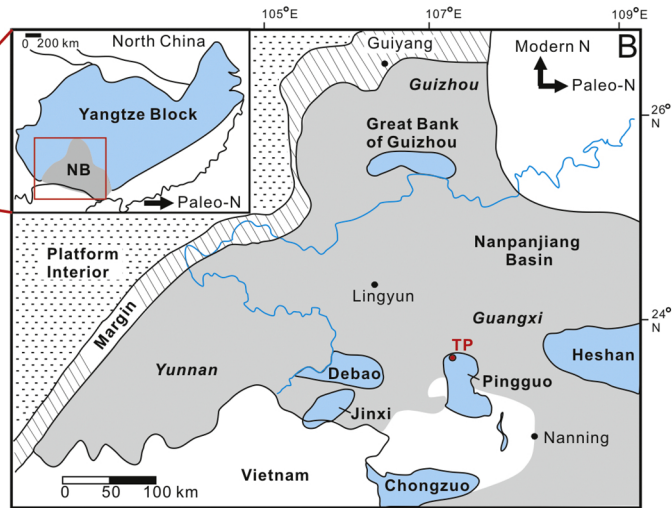 105°E
107°E
109°E
0 200 km
North China
Yangtze Block
NB
Paleo-N
Guiyang
Guizhou
Modern N
Paleo-N
B
26°N
Great Bank
of Guizhou
Platform
Interior
Margin
Nanpanjiang
Basin
Lingyun
Guangxi
24°N
TP
Heshan
Yunnan
Debao
Pingguo
Jinxi
Nanning
Vietnam
Chongzuo
0 50 100 km